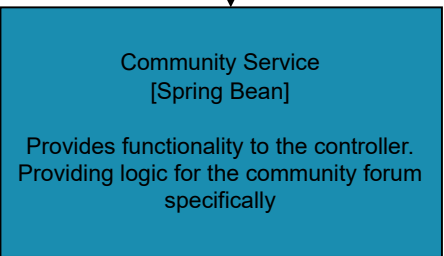 Community Service
[Spring Bean]
Provides functionality to the controller.
Providing logic for the community forum
specifically